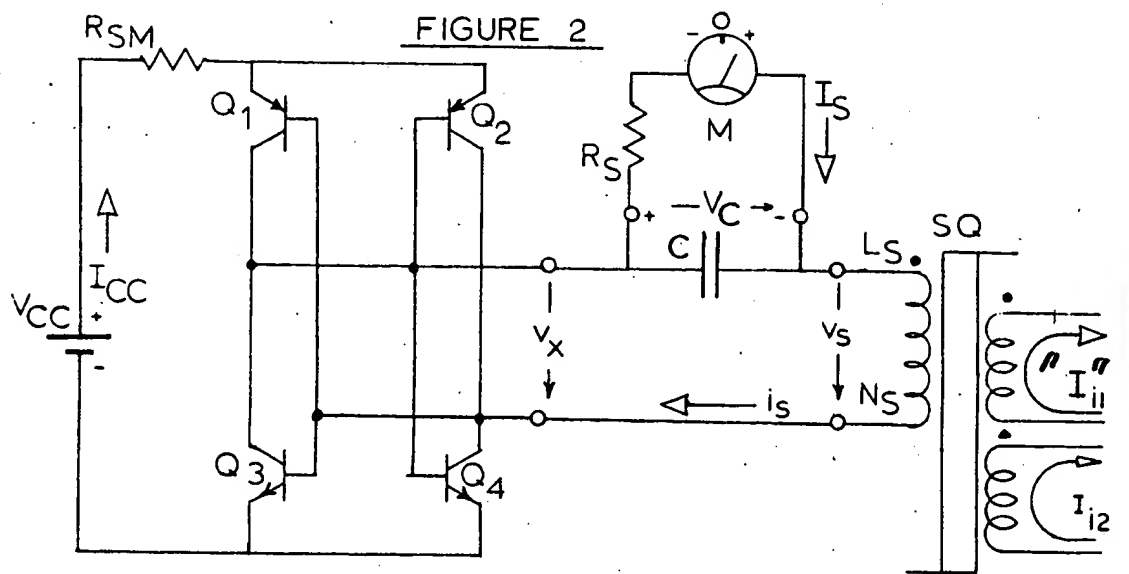 FIGURE 2
RSM
- O +
M
IS
Q1
Q2
RS
+ - VC → -
C
ICC
VCC
+
-
vx
LS
SQ
vs
NS
is
"Ii1"
Ii2
Q3
Q4